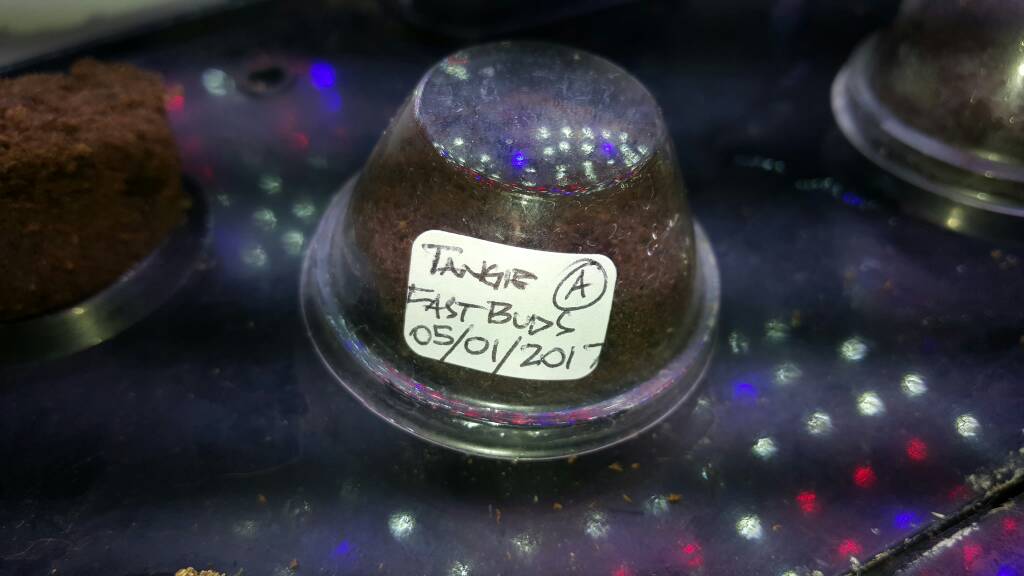 TANGIE A
FAST BUDS
05/01/2017